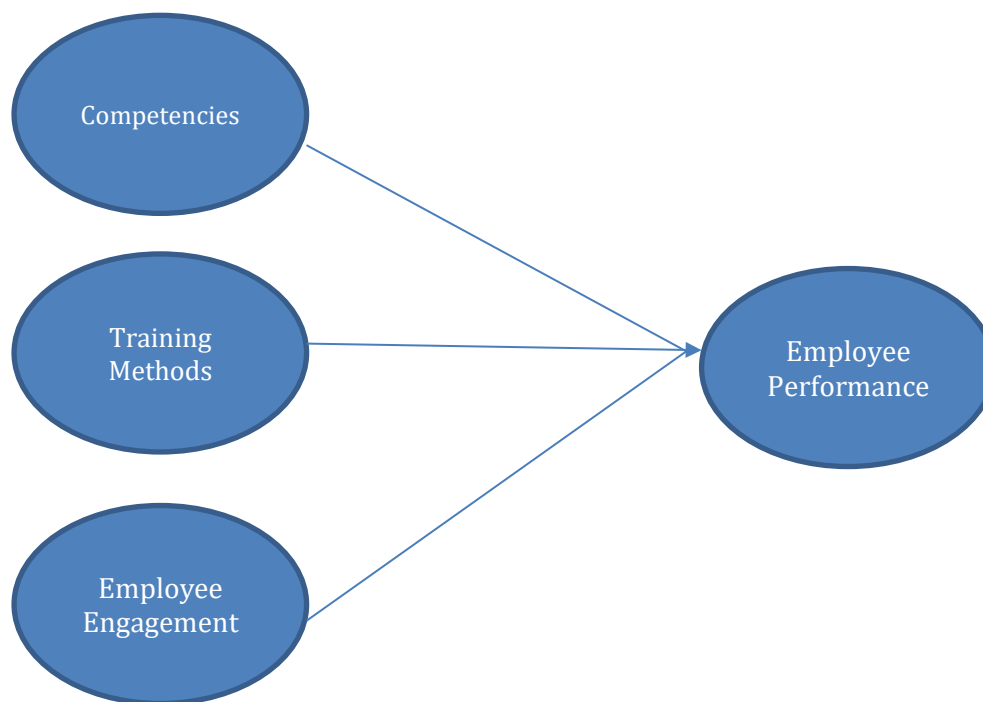 Competencies
Training
Methods
Employee
Performance
Employee
Engagement